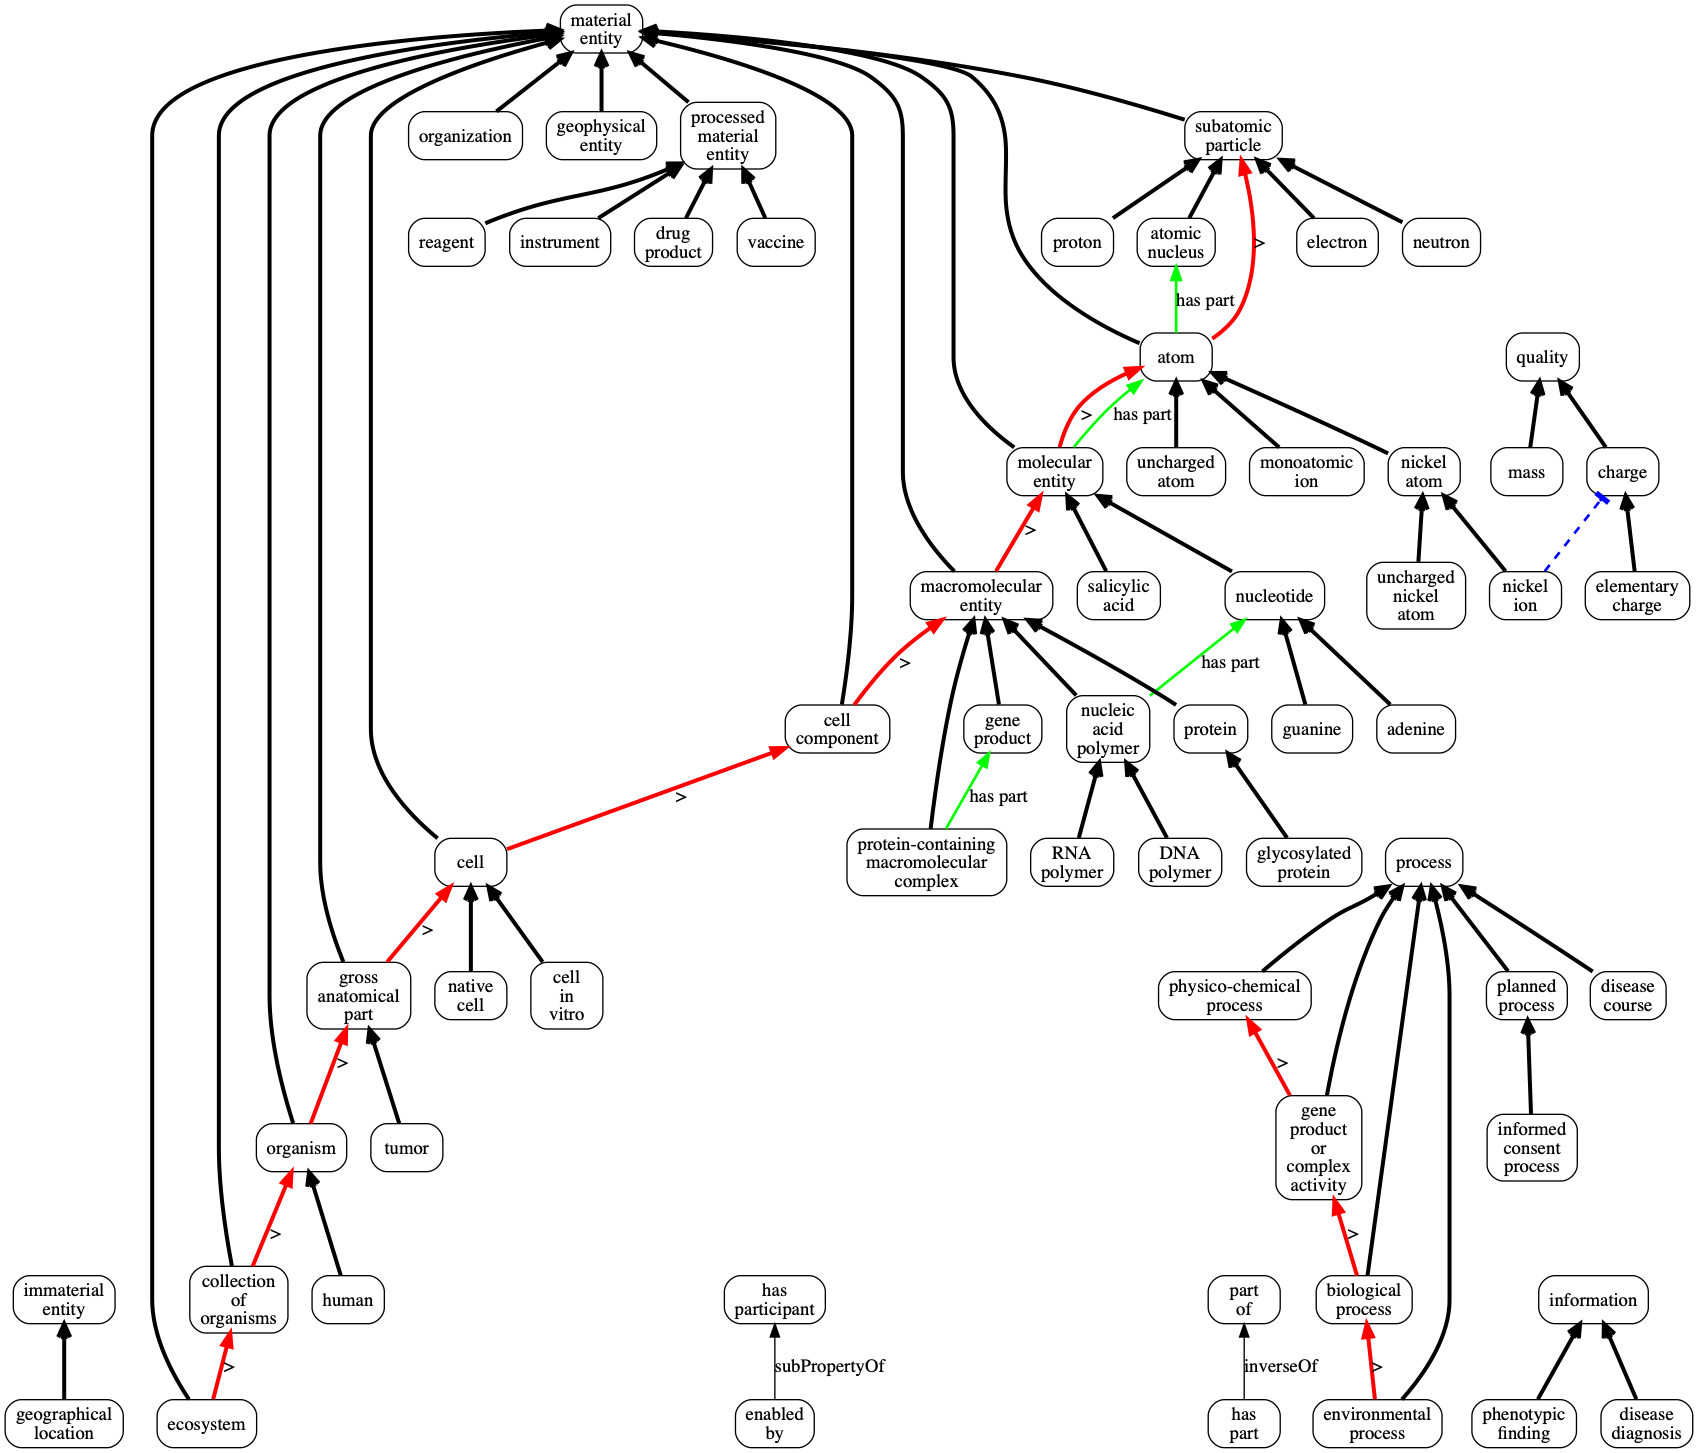 material
entity
organization
geophysical
entity
processed
material
entity
subatomic
particle
reagent
instrument
drug
product
vaccine
proton
atomic
nucleus
>
electron
neutron
has part
atom
quality
>
has part
molecular
entity
uncharged
atom
monoatomic
ion
nickel
atom
mass
charge
>
macromolecular
entity
salicylic
acid
nucleotide
uncharged
nickel
atom
nickel
ion
elementary
charge
>
has part
cell
component
gene
product
nucleic
acid
polymer
protein
guanine
adenine
>
has part
cell
protein-containing
macromolecular
complex
RNA
polymer
DNA
polymer
glycosylated
protein
process
>
gross
anatomical
part
native
cell
cell
in
vitro
physico-chemical
process
planned
process
disease
course
>
>
organism
tumor
gene
product
or
complex
activity
informed
consent
process
>
>
immaterial
entity
collection
of
organisms
human
has
participant
part
of
biological
process
information
>
subPropertyOf
inverseOf
>
geographical
location
ecosystem
enabled
by
has
part
environmental
process
phenotypic
finding
disease
diagnosis